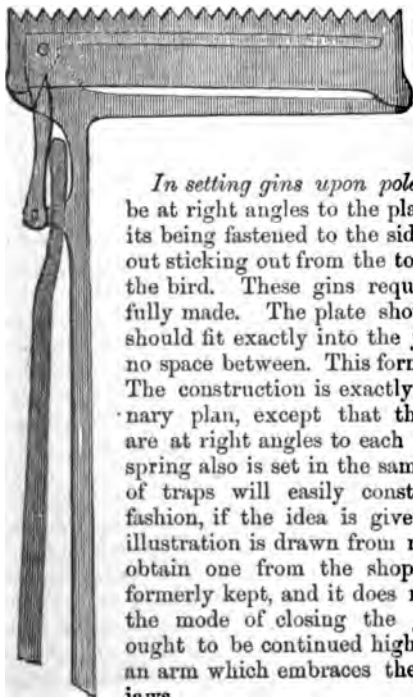 In setting gins upon pole
be at right angles to the pla
its being fastened to the sid
out sticking out from the to
the bird. These gins requ
fully made. The plate sho
should fit exactly into the
no space between. This for
The construction is exactly
nary plan, except that th
are at right angles to each
spring also is set in the sam
of traps will easily const
fashion, if the idea is give
illustration is drawn from
obtain one from the shop
formerly kept, and it does
the mode of closing the
ought to be continued high
an arm which embraces the
jaws